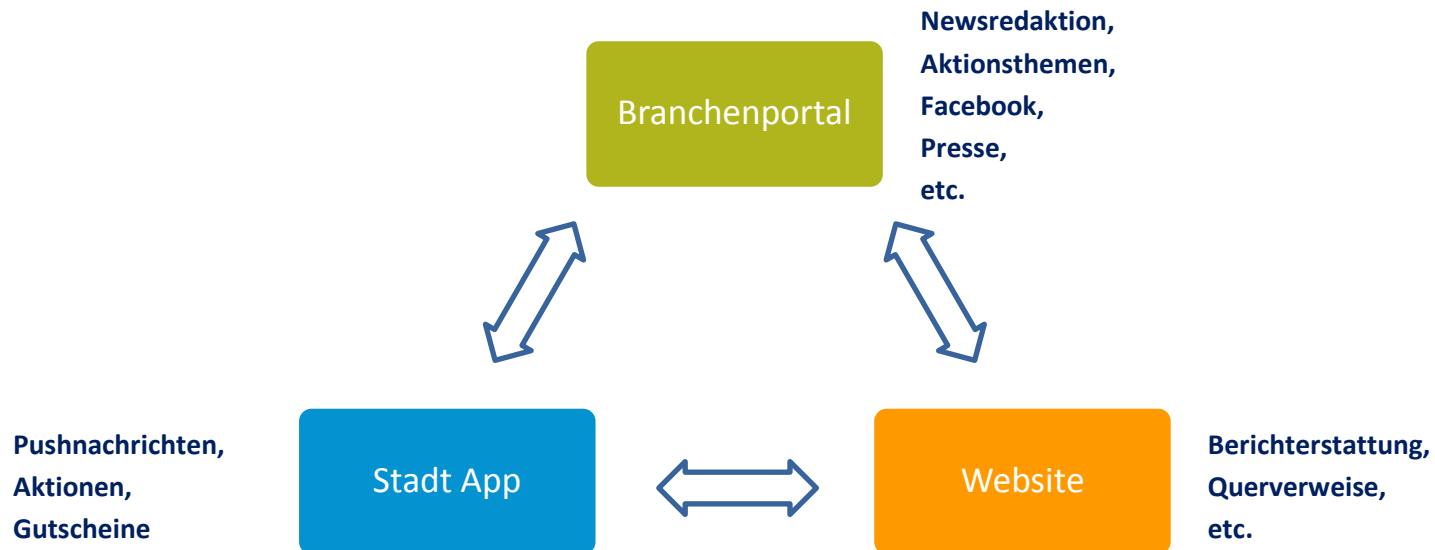 Newsredaktion,
Aktionsthemen,
Facebook,
Presse,
etc.
Branchenportal
Pushnachrichten,
Aktionen,
Gutscheine
Stadt App
Website
Berichterstattung,
Querverweise,
etc.